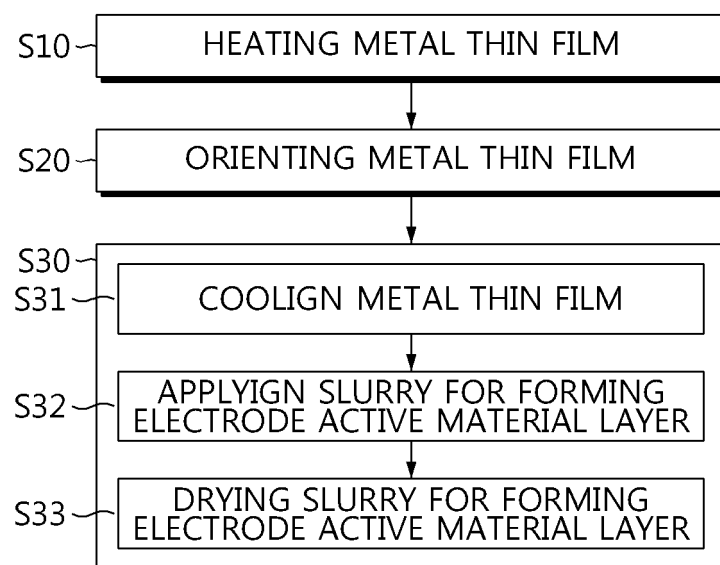 S10
HEATING METAL THIN FILM
S20
ORIENTING METAL THIN FILM
S30
S31
COOLIGN METAL THIN FILM
S32
APPLYIGN SLURRY FOR FORMING
ELECTRODE ACTIVE MATERIAL LAYER
S33
DRYING SLURRY FOR FORMING
ELECTRODE ACTIVE MATERIAL LAYER